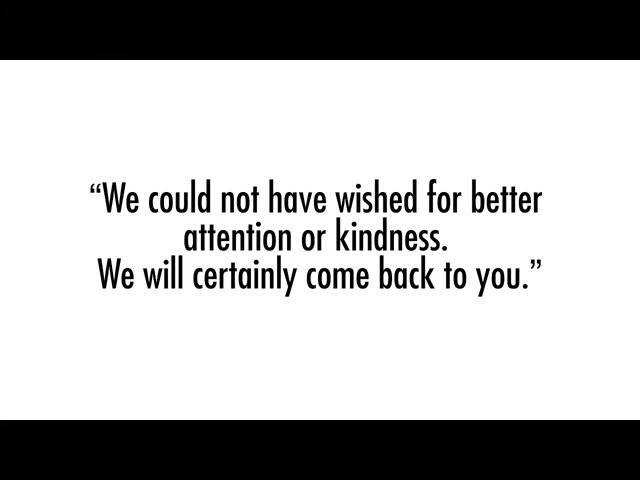 “We could not have wished for better
attention or kindness.
We will certainly come back to you.”